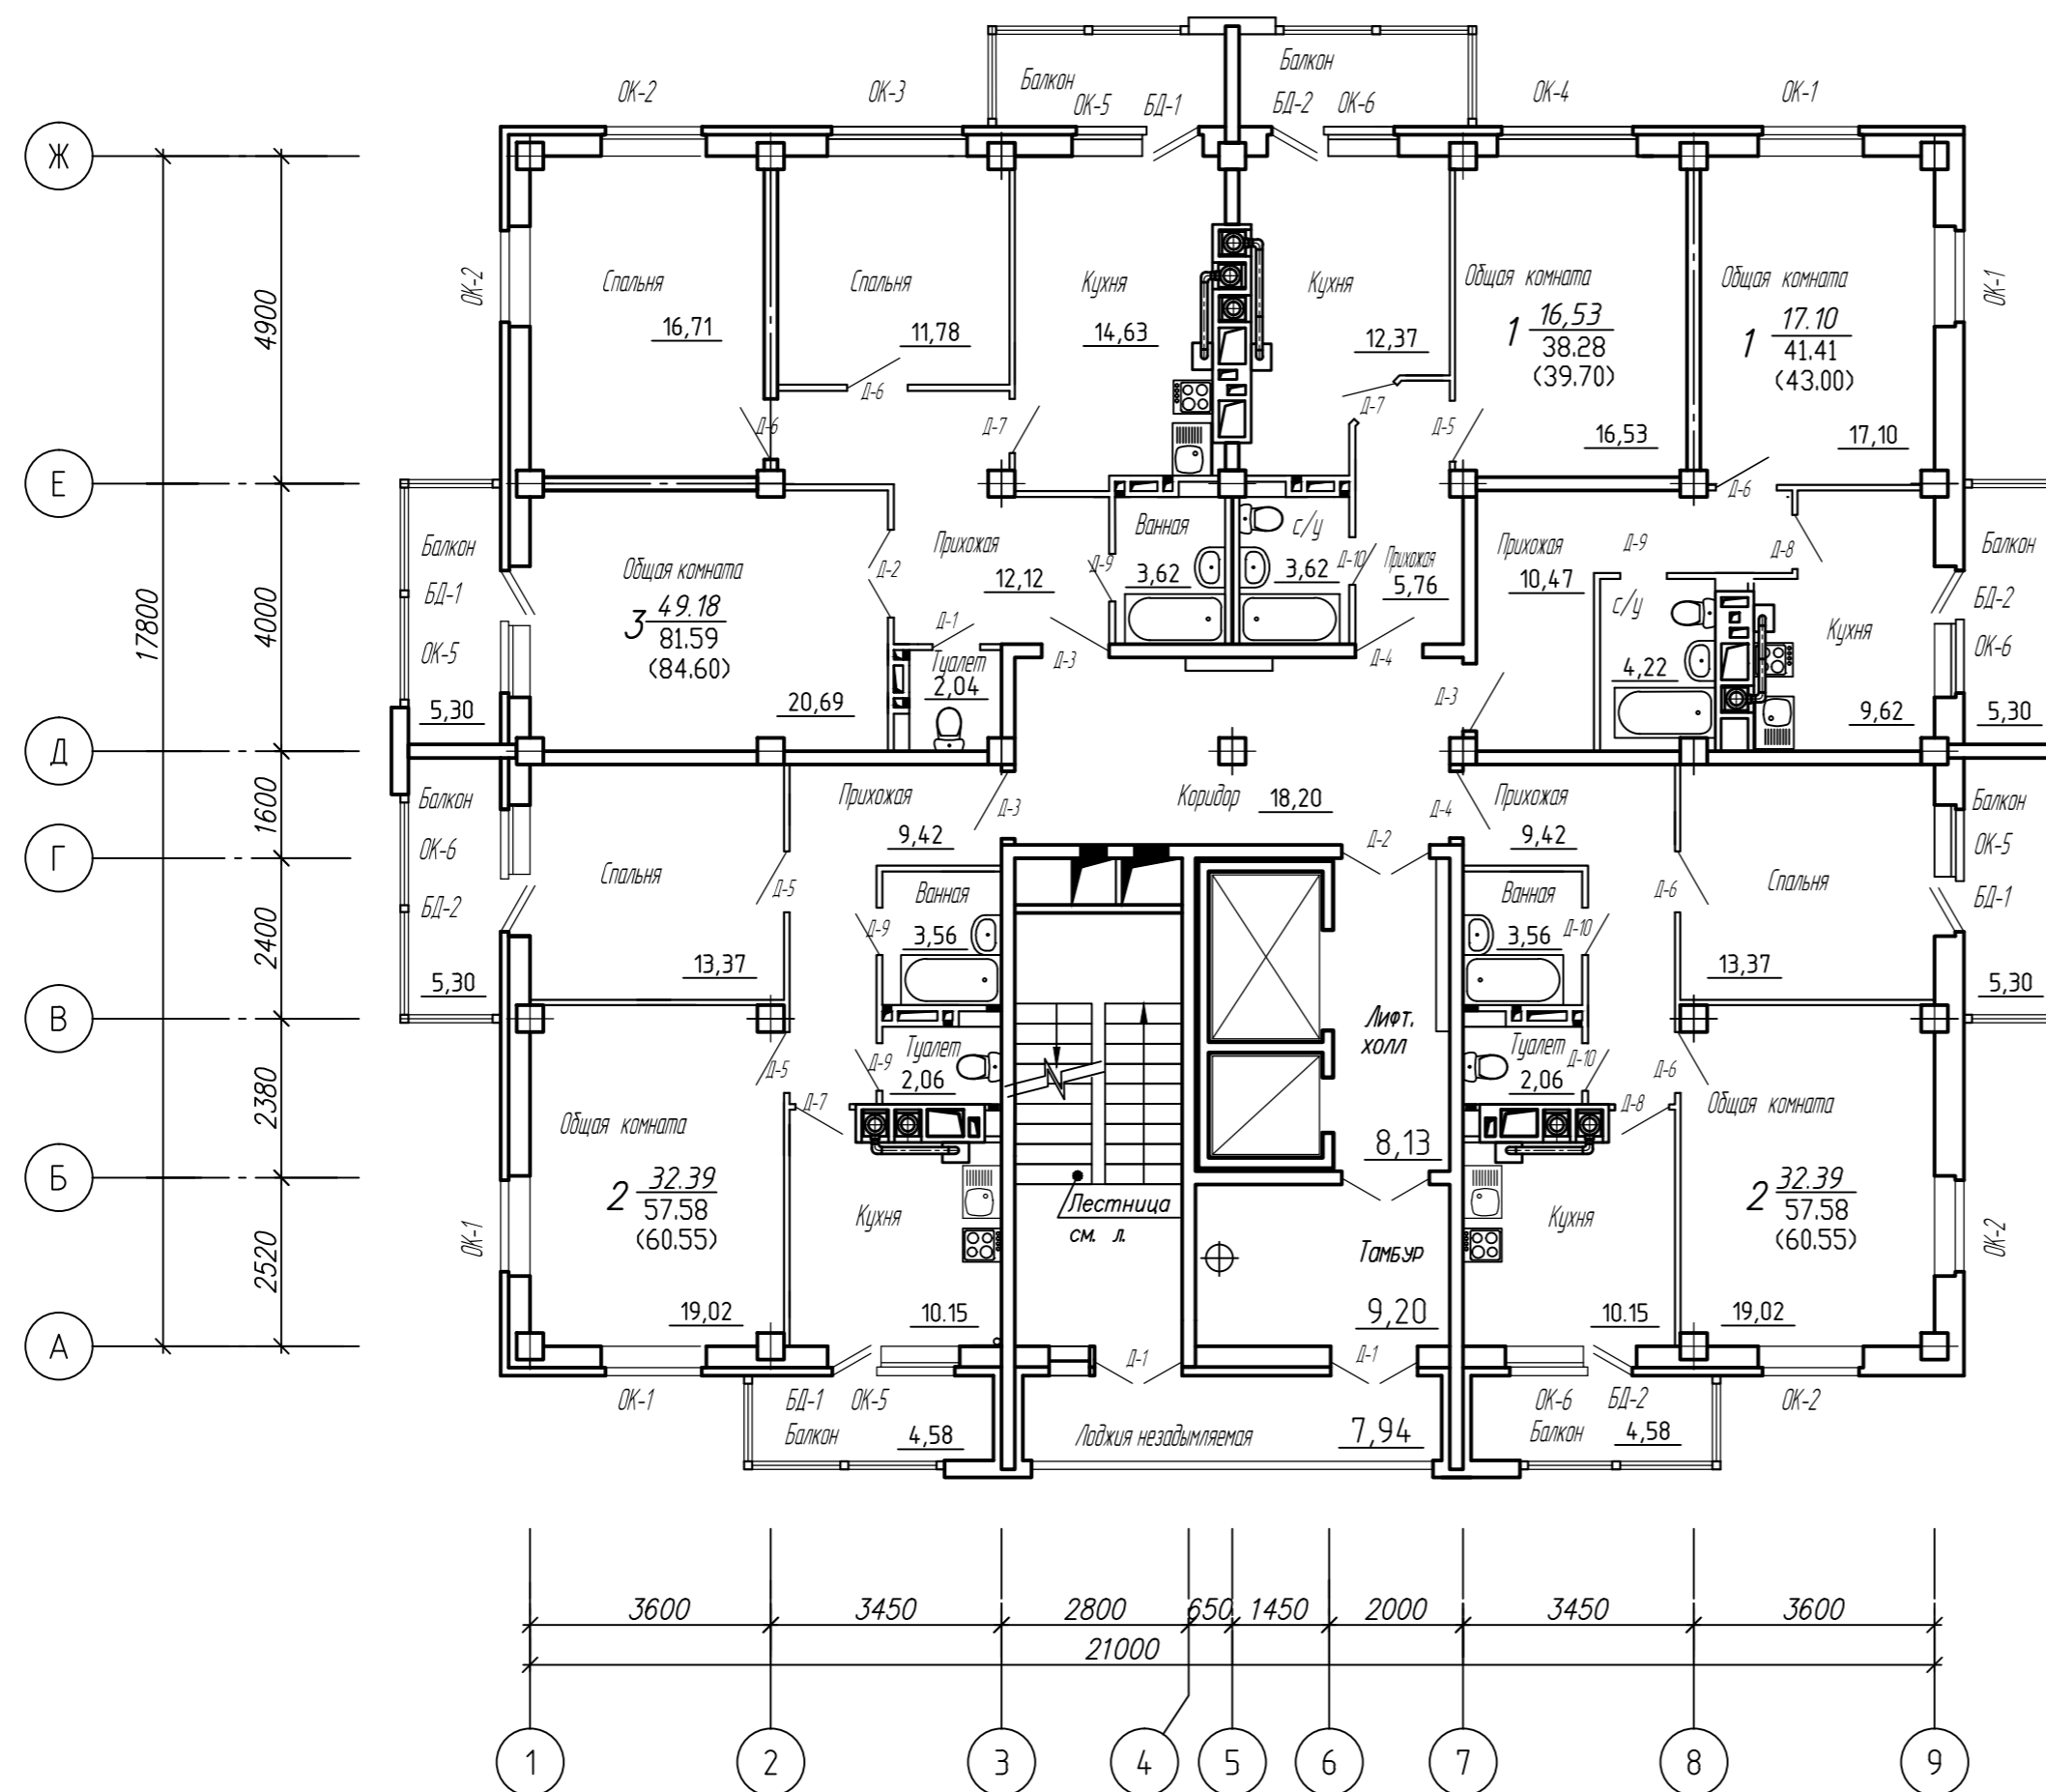 Балкон
Балкон
ОК-2
ОК-3
ОК-5
БД-1
БД-2
ОК-6
ОК-4
ОК-1
Ж
ОК-2
Спальня
16,71
Спальня
11,78
Д-6
Д-6
Кухня
14,63
Д-7
Кухня
12,37
Д-7
Общая комната
1 16,53
38.28
(39.70)
Д-5
16,53
Общая комната
1 17.10
41.41
(43.00)
17,10
ОК-1
4900
Е
Д-6
Балкон
БД-1
ОК-5
5,30
Общая комната
3 49.18
81.59
(84.60)
20,69
Д-2
Прихожая
12,12
Д-1
Туалет
2,04
Д-3
Д-9
Ванная
3,62
с/у
3,62
Д-10
Прихожая
5,76
Д-4
Прихожая
10,47
Д-3
Д-9
с/у
4,22
Д-8
Кухня
9,62
Балкон
БД-2
ОК-6
5,30
17800
4000
Д
Балкон
ОК-6
БД-2
5,30
Спальня
13,37
Д-5
Прихожая
9,42
Д-3
Коридор 18,20
Д-2
Д-4
Прихожая
9,42
Д-6
Спальня
13,37
Балкон
ОК-5
БД-1
5,30
1600
Г
Ванная
3,56
Д-9
Ванная
3,56
Д-10
2400
В
Д-5
Туалет
2,06
Д-9
Д-7
Лифт.
холл
8,13
Туалет
2,06
Д-10
Д-8
Д-6
2380
Б
ОК-1
Общая комната
2 32.39
57.58
(60.55)
19,02
Кухня
10.15
Лестница
см. л.
Тамбур
9,20
Кухня
10.15
Общая комната
2 32.39
57.58
(60.55)
19,02
ОК-2
2520
А
Д-1
Д-1
ОК-1
БД-1
ОК-5
Балкон
4,58
Лоджия незадымляемая
7,94
ОК-6
БД-2
Балкон
4,58
ОК-2
3600
3450
2800
650
1450
2000
3450
3600
21000
1
2
3
4
5
6
7
8
9